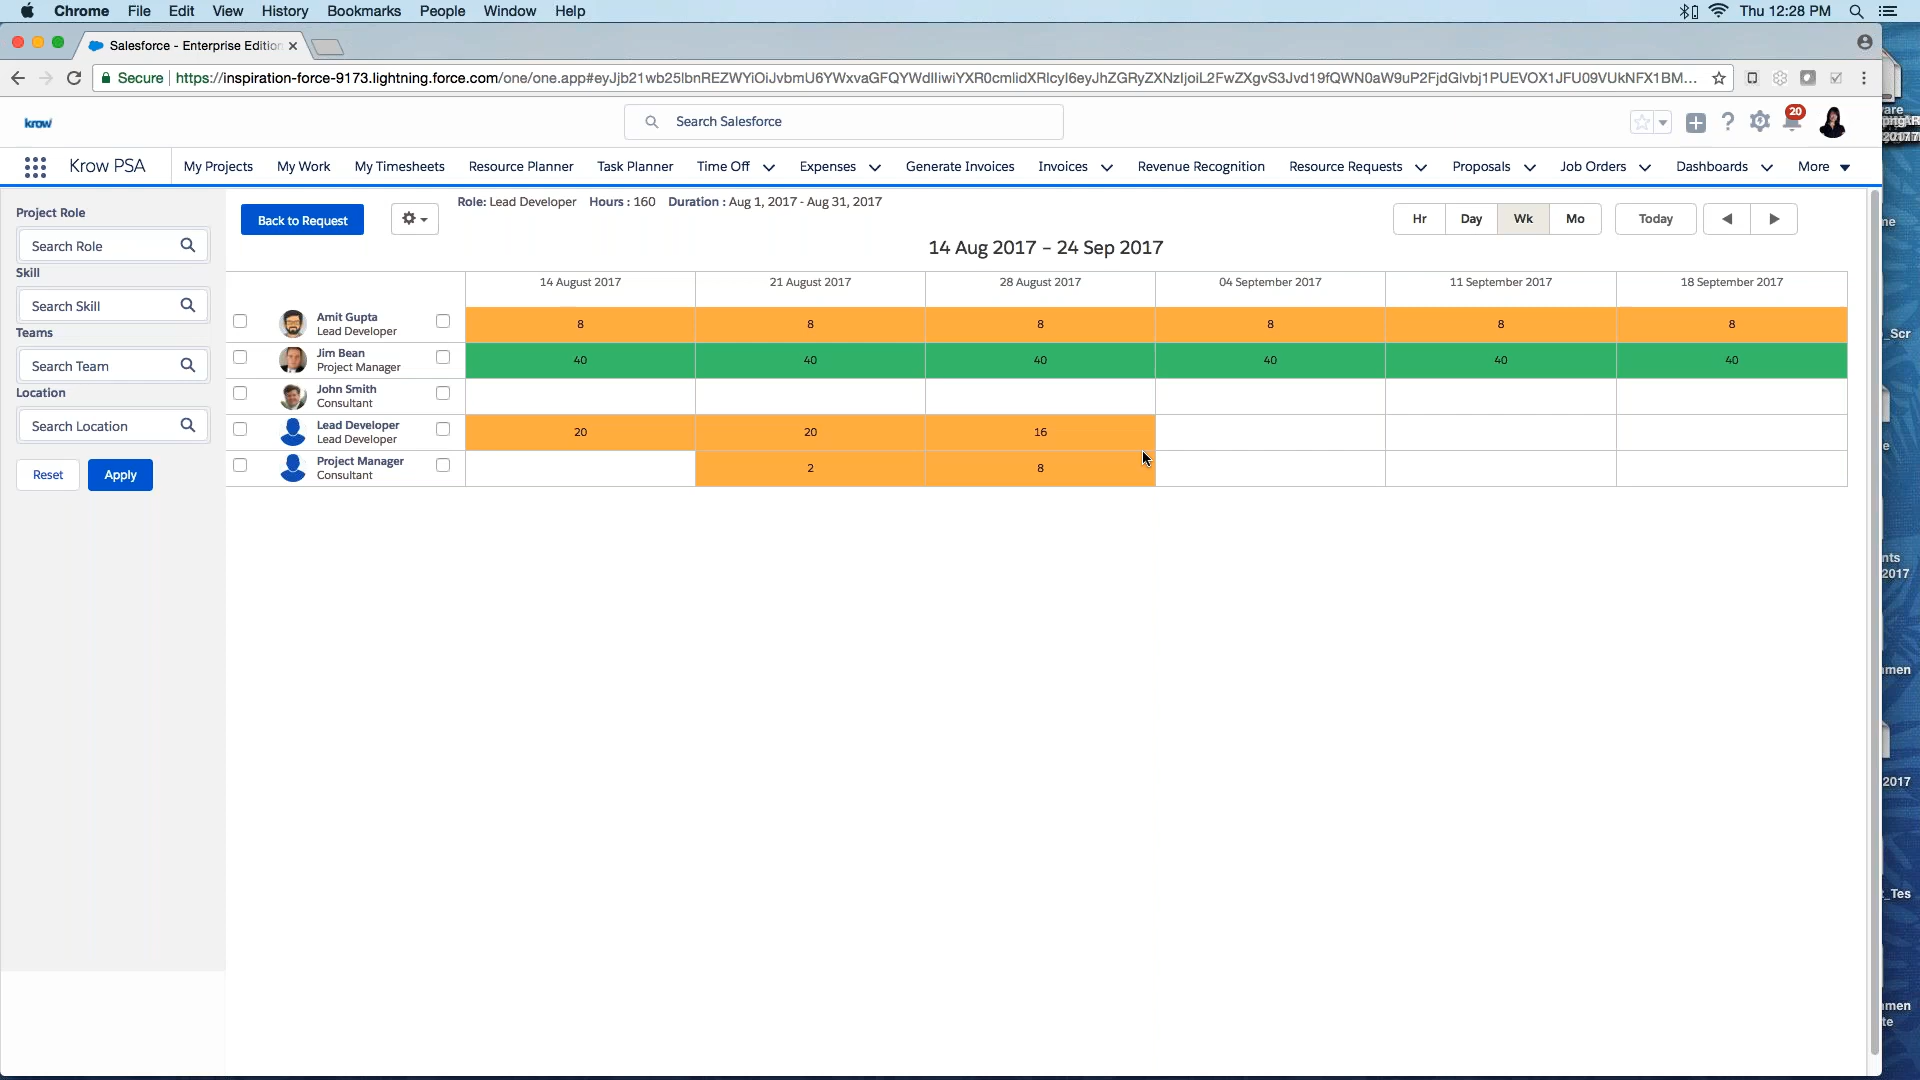 Chrome File Edit View History Bookmarks People Window Help Thu 12:28 PM
Salesforce - Enterprise Edition
Secure https://inspiration-force-9173.lightning.force.com/one/one.app#
krow Search Salesforce 20
Krow PSA My Projects My Work My Timesheets Resource Planner Task Planner Time Off Expenses Generate Invoices Invoices Revenue Recognition Resource Requests Proposals Job Orders Dashboards More
Project Role
Search Role
Skill
Search Skill
Teams
Search Team
Location
Search Location
Reset Apply
Back to Request
Role: Lead Developer Hours : 160 Duration : Aug 1, 2017 - Aug 31, 2017
Hr Day Wk Mo Today
14 Aug 2017 – 24 Sep 2017
14 August 2017 21 August 2017 28 August 2017 04 September 2017 11 September 2017 18 September 2017
Amit Gupta
Lead Developer
8 8 8 8 8 8
Jim Bean
Project Manager
40 40 40 40 40 40
John Smith
Consultant
Lead Developer
Lead Developer
20 20 16
Project Manager
Consultant
2 8
_Scr
2017
2017
_Tes